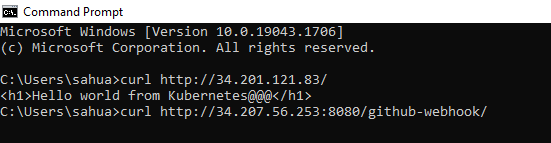 Command Prompt
Microsoft Windows [Version 10.0.19043.1706]
(c) Microsoft Corporation. All rights reserved.
C:\Users\sahua>curl http://34.201.121.83/
<h1>Hello world from Kubernetes@@@</h1>
C:\Users\sahua>curl http://34.207.56.253:8080/github-webhook/